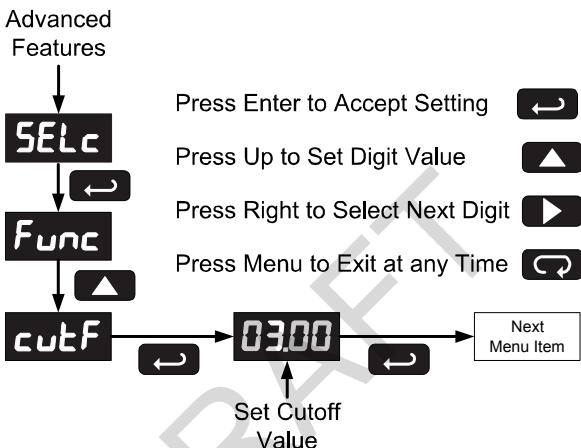 Advanced
Features
SELc
Press Enter to Accept Setting
Press Up to Set Digit Value
Func
Press Right to Select Next Digit
Press Menu to Exit at any Time
cutF
03.00
Next
Menu Item
Set Cutoff
Value
DRAFT